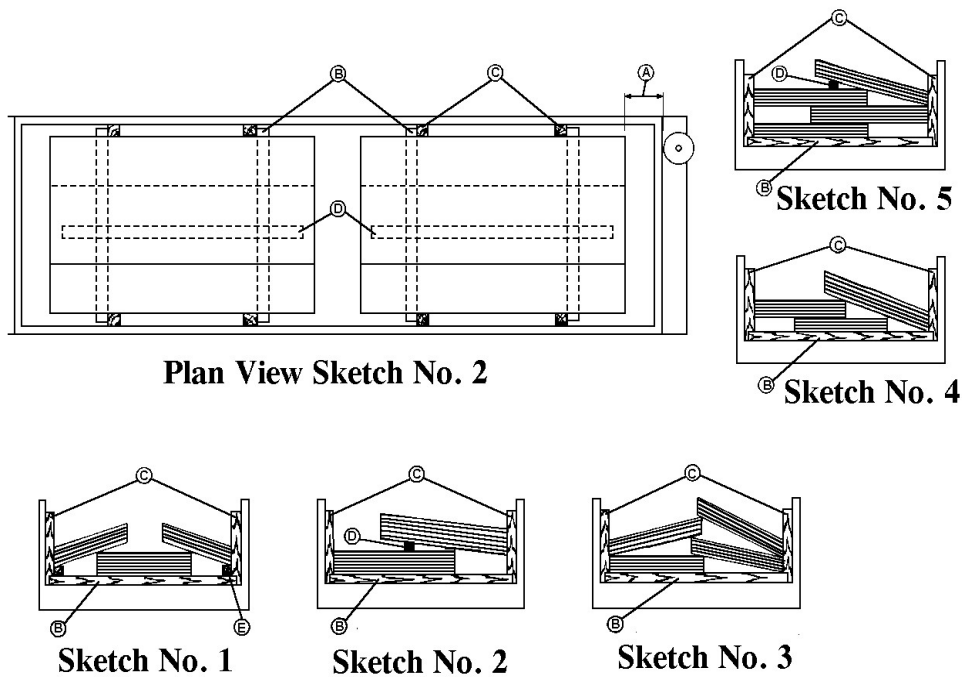 C
D
B
Sketch No. 5
B
C
A
D
Plan View Sketch No. 2
C
B
Sketch No. 4
C
B
E
Sketch No. 1
C
D
B
Sketch No. 2
C
B
Sketch No. 3